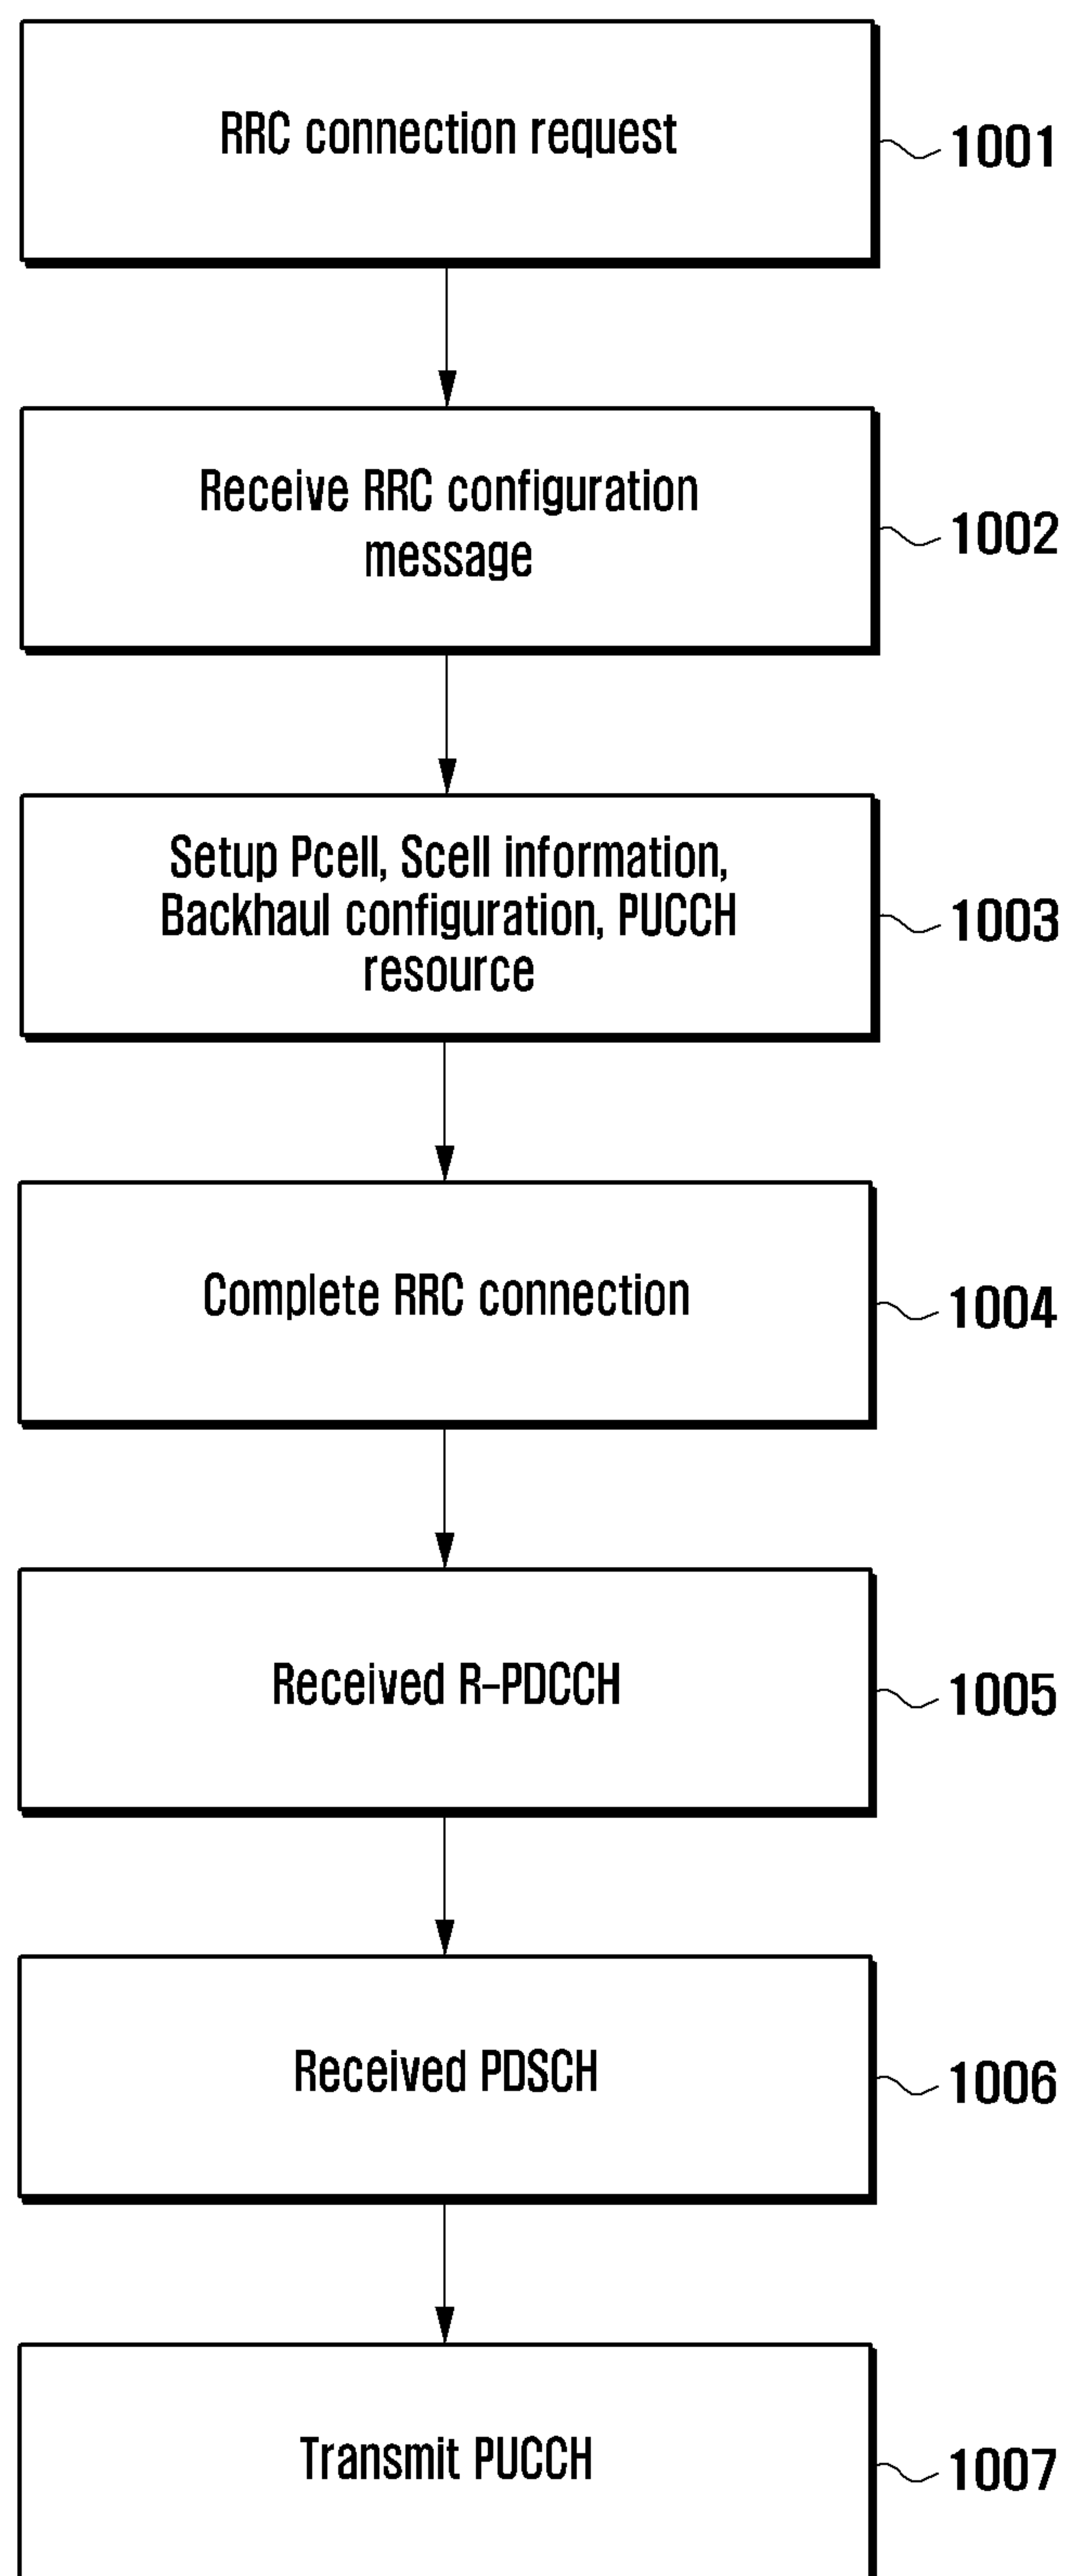 RRC connection request
1001
Receive RRC configuration
message
1002
Setup Pcell, Scell information,
Backhaul configuration, PUCCH
resource
1003
Complete RRC connection
1004
Received R-PDCCH
1005
Received PDSCH
1006
Transmit PUCCH
1007